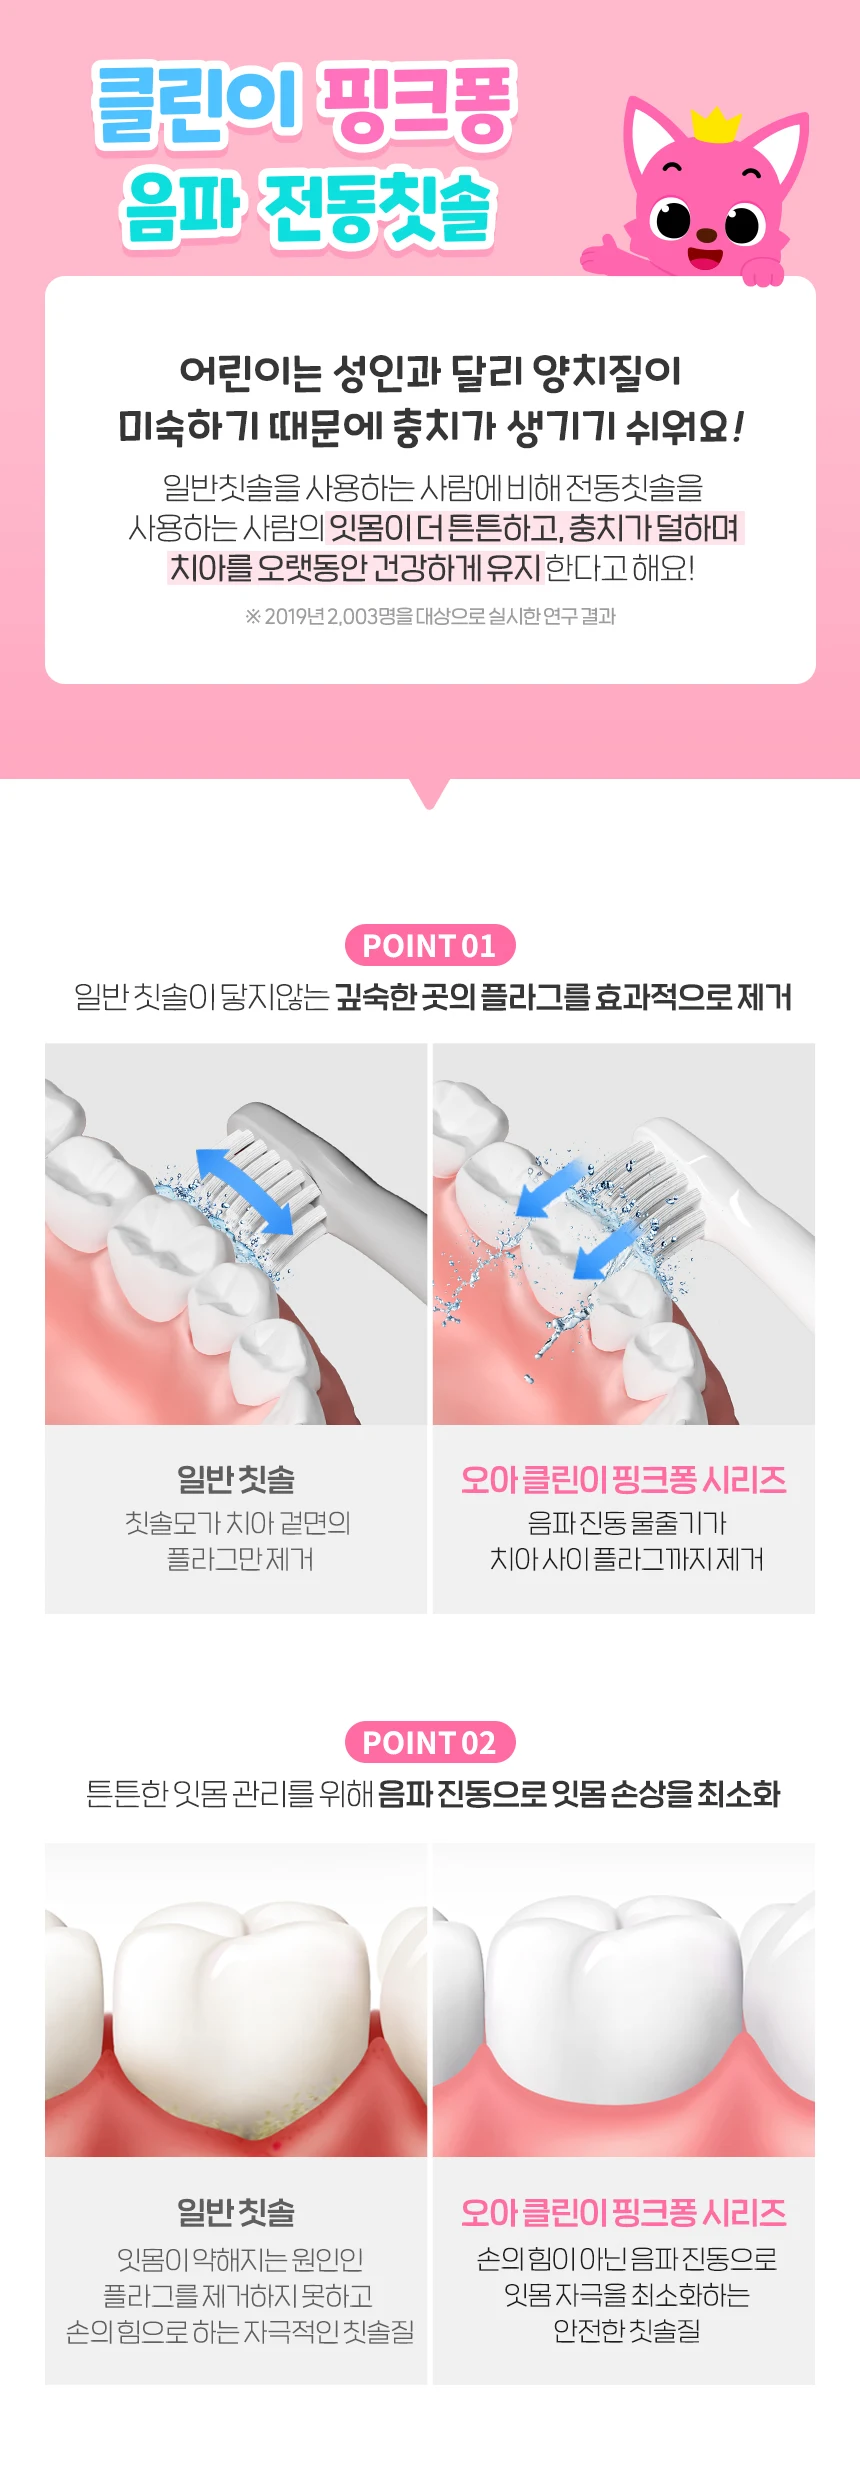 클린이 핑크퐁
음파 전동칫솔
어린이는 성인과 달리 양치질이
미숙하기 때문에 충치가 생기기 쉬워요!
일반칫솔을 사용하는 사람에 비해 전동칫솔을
사용하는 사람의 잇몸이 더 튼튼하고, 충치가 덜하며
치아를 오랫동안 건강하게 유지한다고 해요!
※ 2019년 2,003명을 대상으로 실시한 연구 결과
POINT 01
일반 칫솔이 닿지않는 깊숙한 곳의 플라그를 효과적으로 제거
일반 칫솔
칫솔모가 치아 겉면의
플라그만 제거
오아 클린이 핑크퐁 시리즈
음파 진동 물줄기가
치아 사이 플라그까지 제거
POINT 02
튼튼한 잇몸 관리를 위해 음파 진동으로 잇몸 손상을 최소화
일반 칫솔
잇몸이 약해지는 원인인
플라그를 제거하지 못하고
손의 힘으로 하는 자극적인 칫솔질
오아 클린이 핑크퐁 시리즈
손의 힘이 아닌 음파 진동으로
잇몸 자극을 최소화하는
안전한 칫솔질